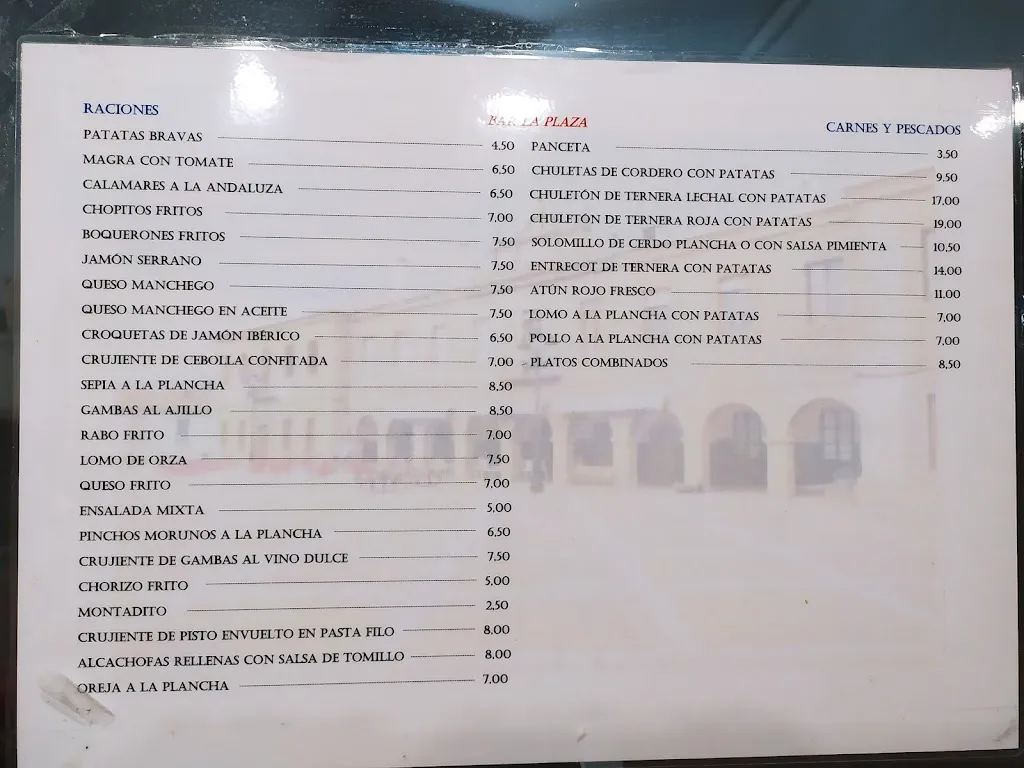 BAR LA PLAZA
RACIONES
PATATAS BRAVAS 4.50
MAGRA CON TOMATE 6.50
CALAMARES A LA ANDALUZA 6.50
CHOPITOS FRITOS 7.00
BOQUERONES FRITOS 7.50
JAMÓN SERRANO 7.50
QUESO MANCHEGO 7.50
QUESO MANCHEGO EN ACEITE 7.50
CROQUETAS DE JAMÓN IBÉRICO 6.50
CRUJIENTE DE CEBOLLA CONFITADA 7.00
SEPIA A LA PLANCHA 8.50
GAMBAS AL AJILLO 8.50
RABO FRITO 7.00
LOMO DE ORZA 7.50
QUESO FRITO 7.00
ENSALADA MIXTA 5.00
PINCHOS MORUNOS A LA PLANCHA 6.50
CRUJIENTE DE GAMBAS AL VINO DULCE 7.50
CHORIZO FRITO 5.00
MONTADITO 2.50
CRUJIENTE DE PISTO ENVUELTO EN PASTA FILO 8.00
ALCACHOFAS RELLENAS CON SALSA DE TOMILLO 8.00
OREJA A LA PLANCHA 7.00
CARNES Y PESCADOS
PANCETA 3.50
CHULETAS DE CORDERO CON PATATAS 9.50
CHULETÓN DE TERNERA LECHAL CON PATATAS 17.00
CHULETÓN DE TERNERA ROJA CON PATATAS 19.00
SOLOMILLO DE CERDO PLANCHA O CON SALSA PIMIENTA 10.50
ENTRECOT DE TERNERA CON PATATAS 14.00
ATÚN ROJO FRESCO 11.00
LOMO A LA PLANCHA CON PATATAS 7.00
POLLO A LA PLANCHA CON PATATAS 7.00
PLATOS COMBINADOS 8.50